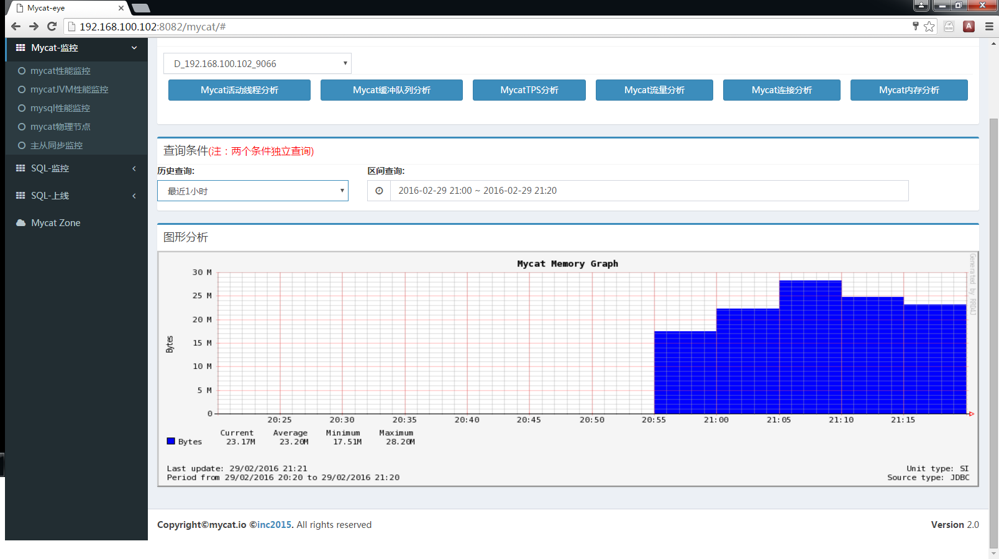 Mycat-eye
192.168.100.102:8082/mycat/#
Mycat-监控
mycat性能监控
mycatJVM性能监控
mysql性能监控
mycat物理节点
主从同步监控
SQL-监控
SQL-上线
Mycat Zone
D_192.168.100.102_9066
Mycat活动线程分析 Mycat缓冲队列分析 MycatTPS分析 Mycat流量分析 Mycat连接分析 Mycat内存分析
查询条件(注：两个条件独立查询)
历史查询: 区间查询:
最近1小时 2016-02-29 21:00 ~ 2016-02-29 21:20
图形分析
Mycat Memory Graph
Generated by RRD4J
Bytes
30 M
25 M
20 M
15 M
10 M
5 M
0
20:25 20:30 20:35 20:40 20:45 20:50 20:55 21:00 21:05 21:10 21:15
Current Average Minimum Maximum
Bytes 23.17M 23.20M 17.51M 28.20M
Last update: 29/02/2016 21:21 Unit type: SI
Period from 29/02/2016 20:20 to 29/02/2016 21:20 Source type: JDBC
Copyright©mycat.io ©inc2015. All rights reserved Version 2.0